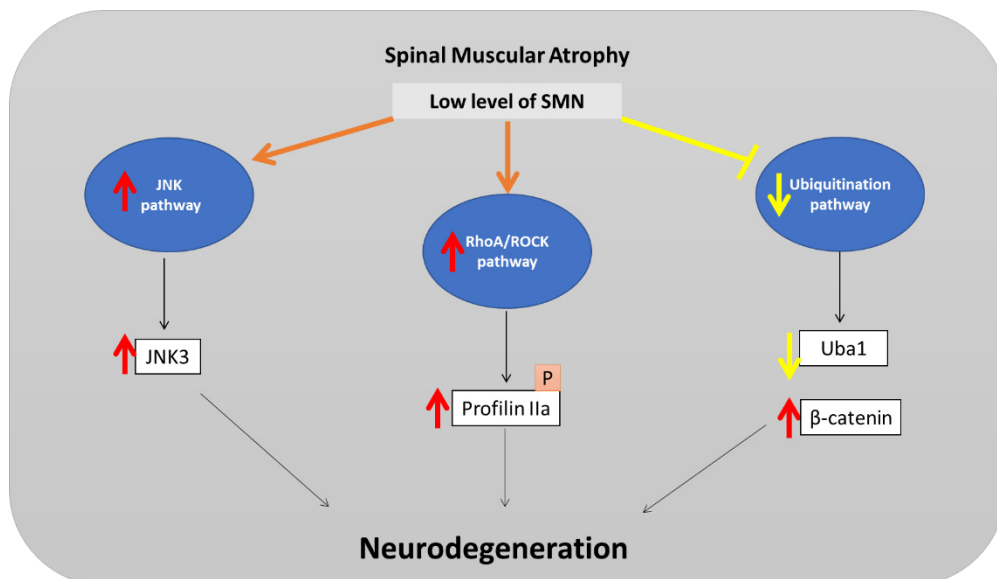 Spinal Muscular Atrophy
Low level of SMN
JNK
pathway
RhoA/ROCK
pathway
Ubiquitination
pathway
JNK3
P
Profilin IIa
Uba1
β-catenin
Neurodegeneration